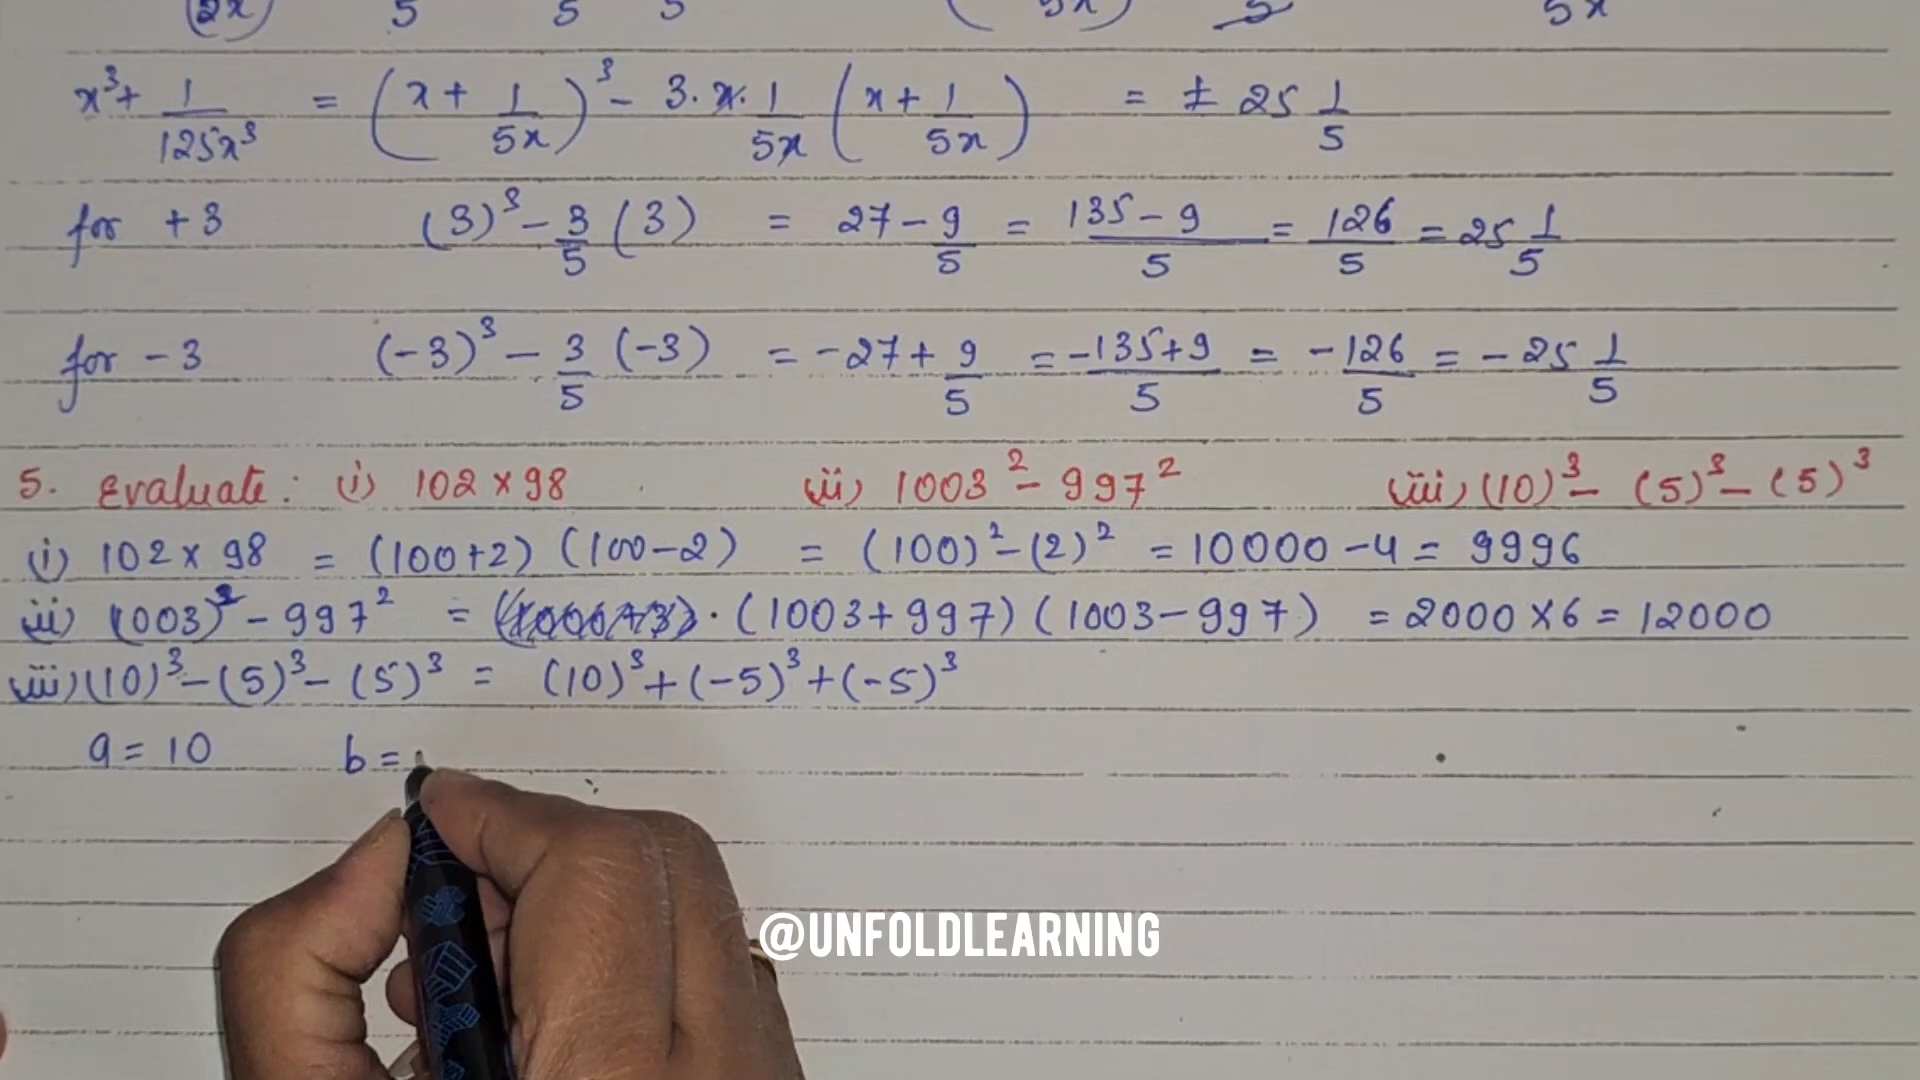 x³ + 1/125x³ = (x + 1/5x)³ - 3·x·1/5x (x + 1/5x) = ± 25 1/5
for +3 (3)³ - 3/5 (3) = 27 - 9/5 = 135 - 9/5 = 126/5 = 25 1/5
for -3 (-3)³ - 3/5 (-3) = -27 + 9/5 = -135+9/5 = -126/5 = -25 1/5
5. Evaluate: (i) 102 × 98 (ii) 1003² - 997² (iii) (10)³ - (5)³ - (5)³
(i) 102 × 98 = (100+2) (100-2) = (100)² - (2)² = 10000 - 4 = 9996
(ii) (003)² - 997² = · (1003 + 997) (1003 - 997) = 2000 × 6 = 12000
(iii) (10)³ - (5)³ - (5)³ = (10)³ + (-5)³ + (-5)³
a = 10 b =
@UNFOLDLEARNING